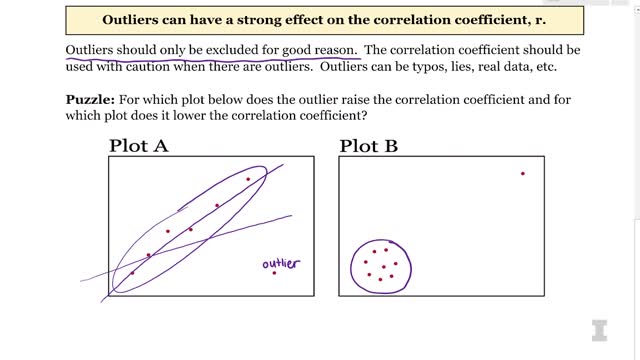 Outliers can have a strong effect on the correlation coefficient, r.
Outliers should only be excluded for good reason. The correlation coefficient should be
used with caution when there are outliers. Outliers can be typos, lies, real data, etc.
Puzzle: For which plot below does the outlier raise the correlation coefficient and for
which plot does it lower the correlation coefficient?
Plot A
Plot B
outlier
I